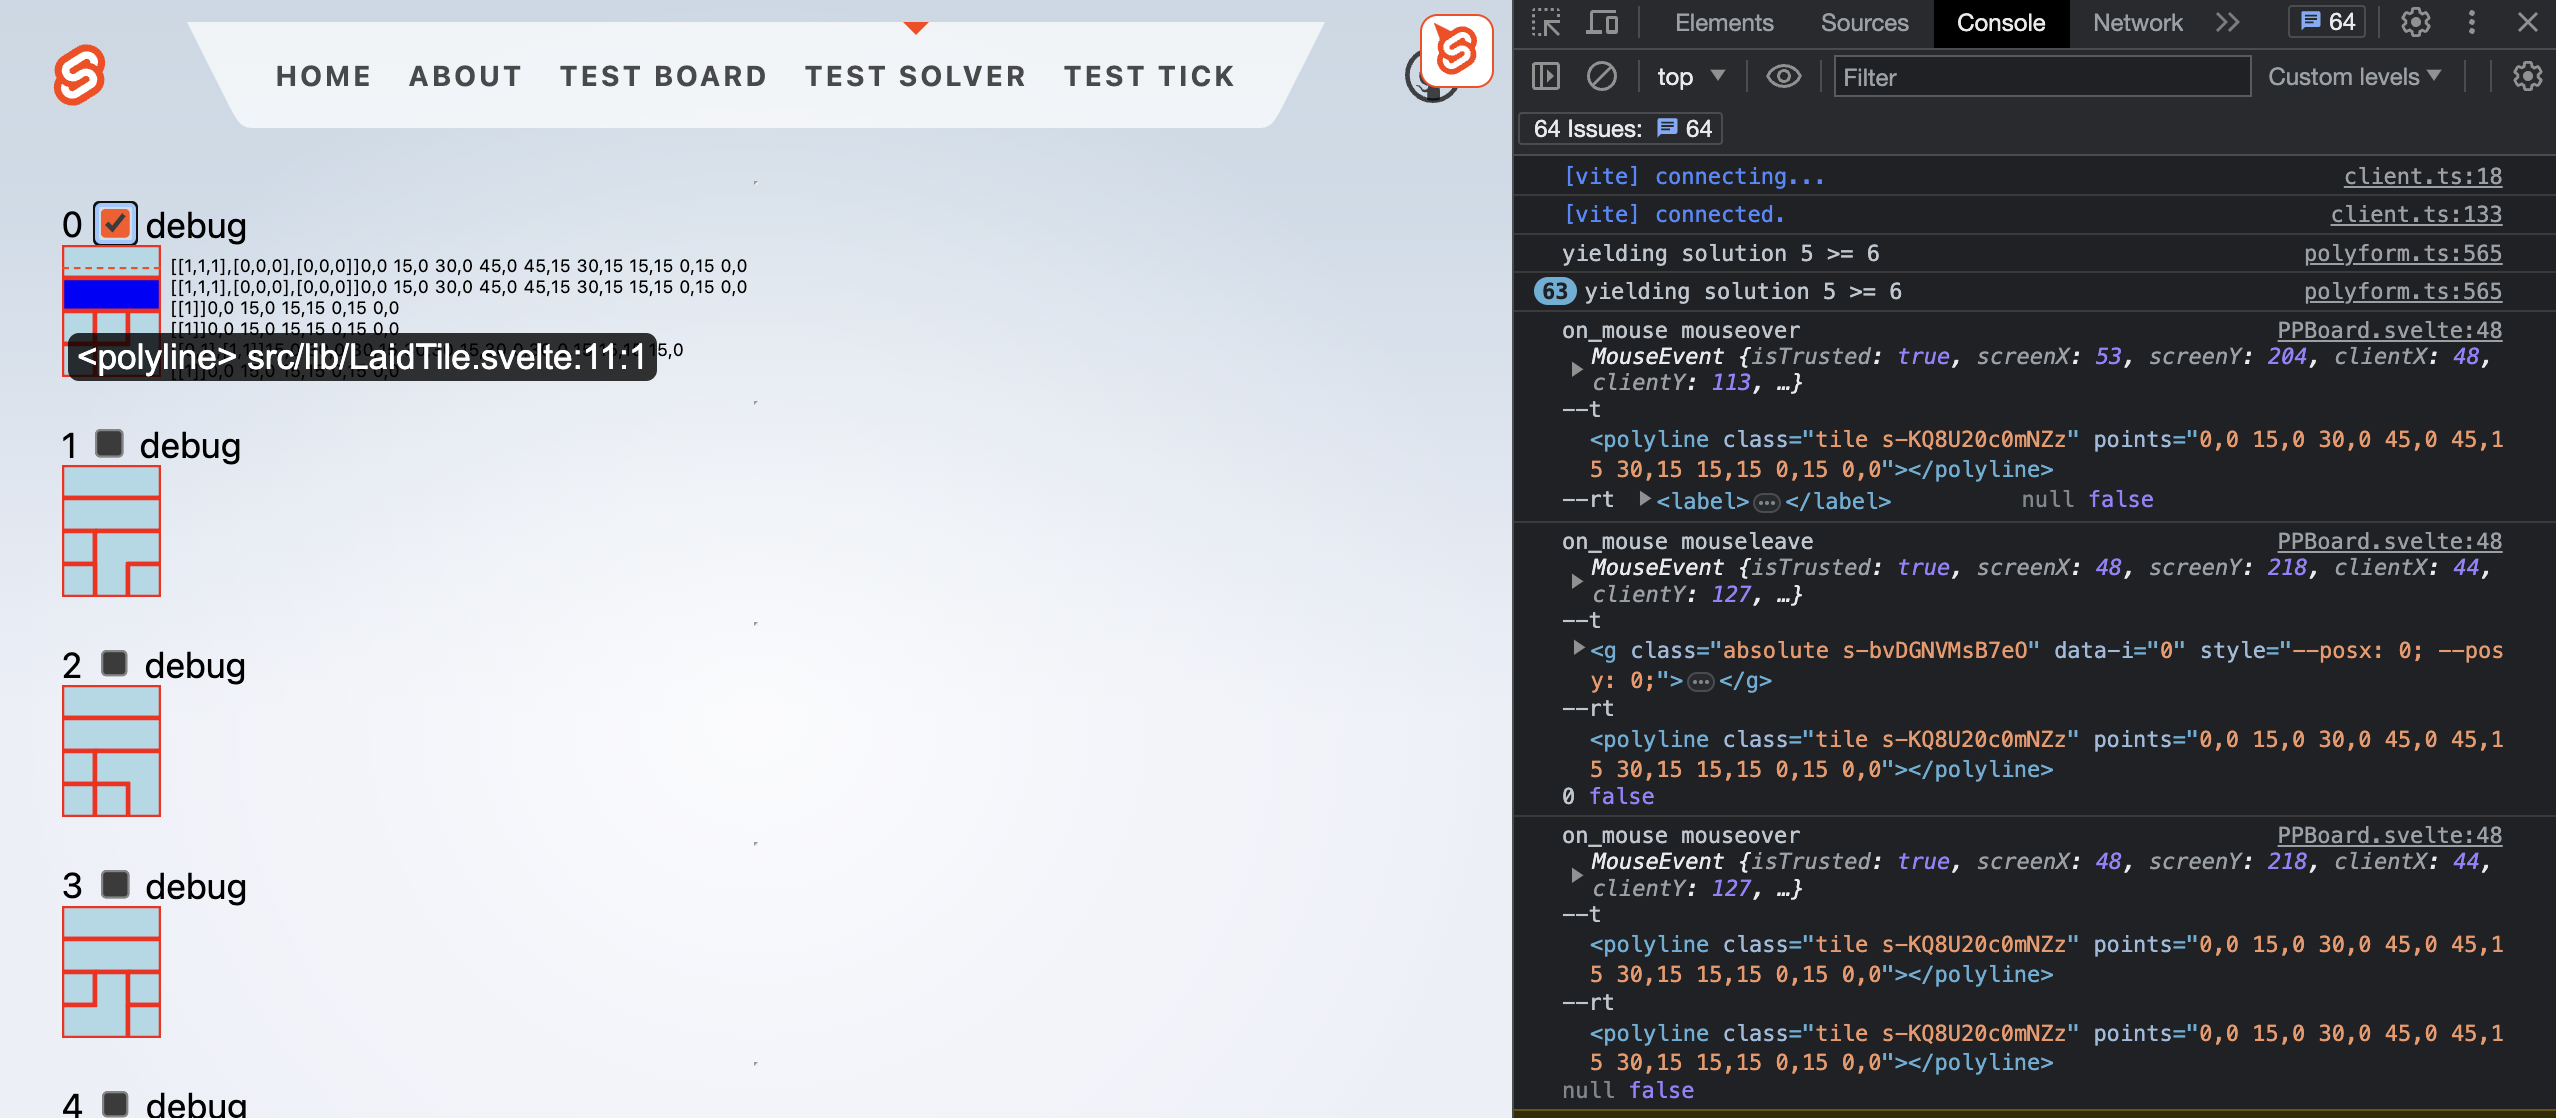 HOME ABOUT TEST BOARD TEST SOLVER TEST TICK
0 debug
[[1,1,1],[0,0,0],[0,0,0]]0,0 15,0 30,0 45,0 45,15 30,15 15,15 0,15 0,0
[[1,1,1],[0,0,0],[0,0,0]]0,0 15,0 30,0 45,0 45,15 30,15 15,15 0,15 0,0
[[1]]0,0 15,0 15,15 0,15 0,0
[[1]]0,0 15,0 15,15 0,15 0,0
15,0
<polyline> src/lib/LaidTile.svelte:11:1
[[1]]0,0 15,0 15,15 0,15 0,0
1 debug
2 debug
3 debug
4 debug
Elements Sources Console Network 64
top Filter Custom levels
64 Issues: 64
[vite] connecting... client.ts:18
[vite] connected. client.ts:133
yielding solution 5 >= 6 polyform.ts:565
63 yielding solution 5 >= 6 polyform.ts:565
on_mouse mouseover PPBoard.svelte:48
MouseEvent {isTrusted: true, screenX: 53, screenY: 204, clientX: 48,
clientY: 113, …}
--t
<polyline class="tile s-KQ8U20c0mNZz" points="0,0 15,0 30,0 45,0 45,1
5 30,15 15,15 0,15 0,0"></polyline>
--rt <label>…</label> null false
on_mouse mouseleave PPBoard.svelte:48
MouseEvent {isTrusted: true, screenX: 48, screenY: 218, clientX: 44,
clientY: 127, …}
--t
<g class="absolute s-bvDGNVMsB7eO" data-i="0" style="--posx: 0; --pos
y: 0;">…</g>
--rt
<polyline class="tile s-KQ8U20c0mNZz" points="0,0 15,0 30,0 45,0 45,1
5 30,15 15,15 0,15 0,0"></polyline>
0 false
on_mouse mouseover PPBoard.svelte:48
MouseEvent {isTrusted: true, screenX: 48, screenY: 218, clientX: 44,
clientY: 127, …}
--t
<polyline class="tile s-KQ8U20c0mNZz" points="0,0 15,0 30,0 45,0 45,1
5 30,15 15,15 0,15 0,0"></polyline>
--rt
<polyline class="tile s-KQ8U20c0mNZz" points="0,0 15,0 30,0 45,0 45,1
5 30,15 15,15 0,15 0,0"></polyline>
null false